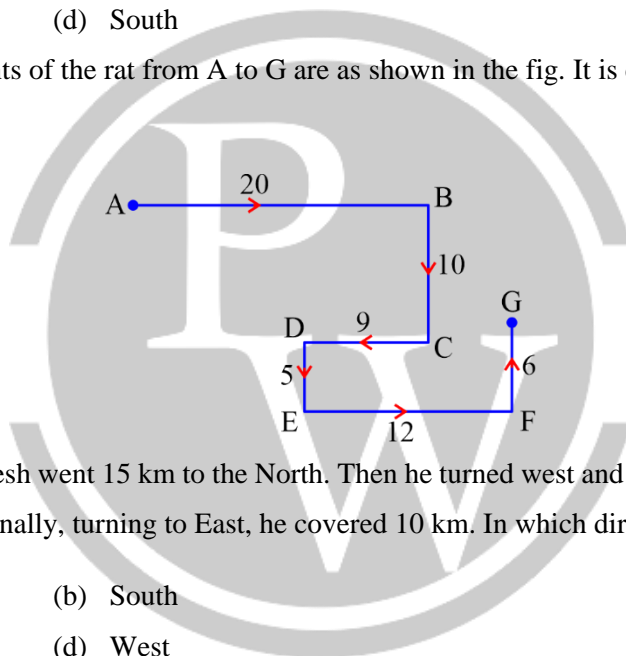 (d) South
ts of the rat from A to G are as shown in the fig. It is
A 20 B
10
G
D 9 C
5 6
E 12 F
esh went 15 km to the North. Then he turned west and
nally, turning to East, he covered 10 km. In which dir
(b) South
(d) West
PW